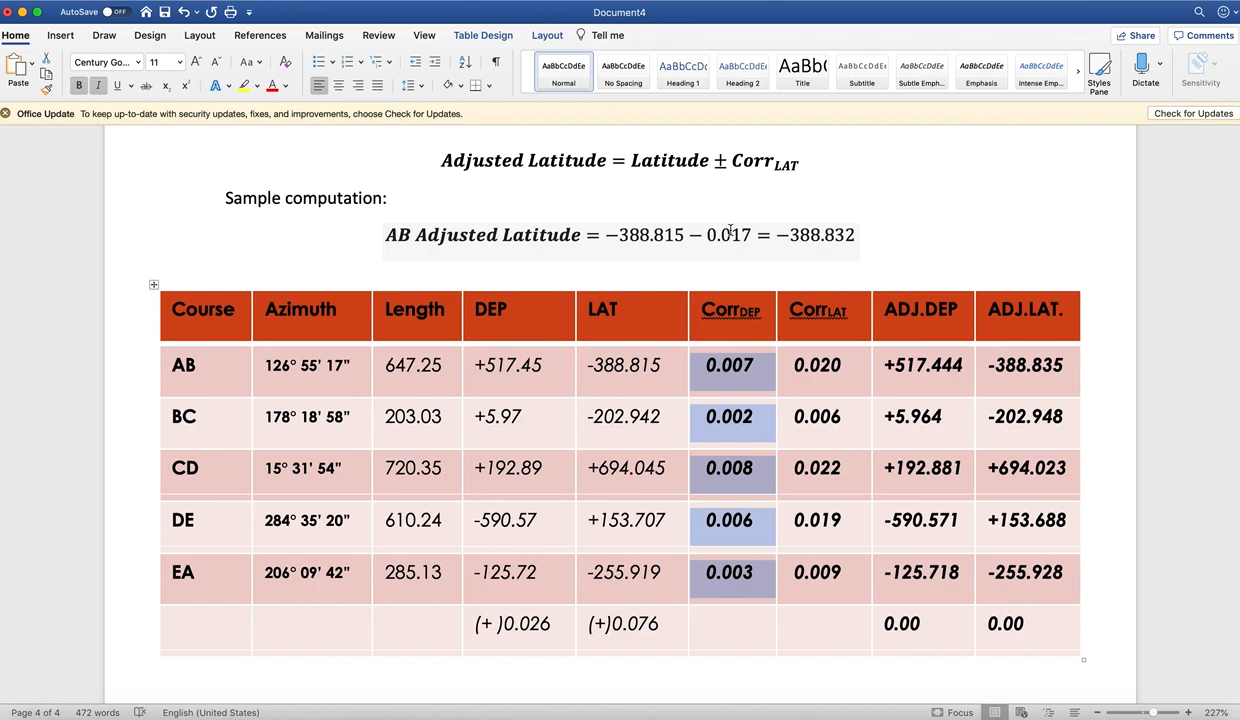 AutoSave OFF Document4
Home Insert Draw Design Layout References Mailings Review View Table Design Layout Tell me Share Comments
Paste Century Go... 11 Aa B I U ab x₂ x² A A AaBbCcDdEe AaBbCcDdEe AaBbCcDc AaBbCcDdEe AaBb( AaBbCcDdEe AaBbCcDdEe AaBbCcDdEe AaBbCcDdEe
Normal No Spacing Heading 1 Heading 2 Title Subtitle Subtle Emph... Emphasis Intense Emp... Styles Pane Dictate Sensitivity
Office Update To keep up-to-date with security updates, fixes, and improvements, choose Check for Updates. Check for Updates
Adjusted Latitude = Latitude ± Corr_LAT
Sample computation:
AB Adjusted Latitude = −388.815 − 0.017 = −388.832
Course Azimuth Length DEP LAT CorrDEP CorrLAT ADJ.DEP ADJ.LAT.
AB 126° 55' 17" 647.25 +517.45 -388.815 0.007 0.020 +517.444 -388.835
BC 178° 18' 58" 203.03 +5.97 -202.942 0.002 0.006 +5.964 -202.948
CD 15° 31' 54" 720.35 +192.89 +694.045 0.008 0.022 +192.881 +694.023
DE 284° 35' 20" 610.24 -590.57 +153.707 0.006 0.019 -590.571 +153.688
EA 206° 09' 42" 285.13 -125.72 -255.919 0.003 0.009 -125.718 -255.928
(+ )0.026 (+)0.076 0.00 0.00
Page 4 of 4 472 words English (United States) Focus 227%